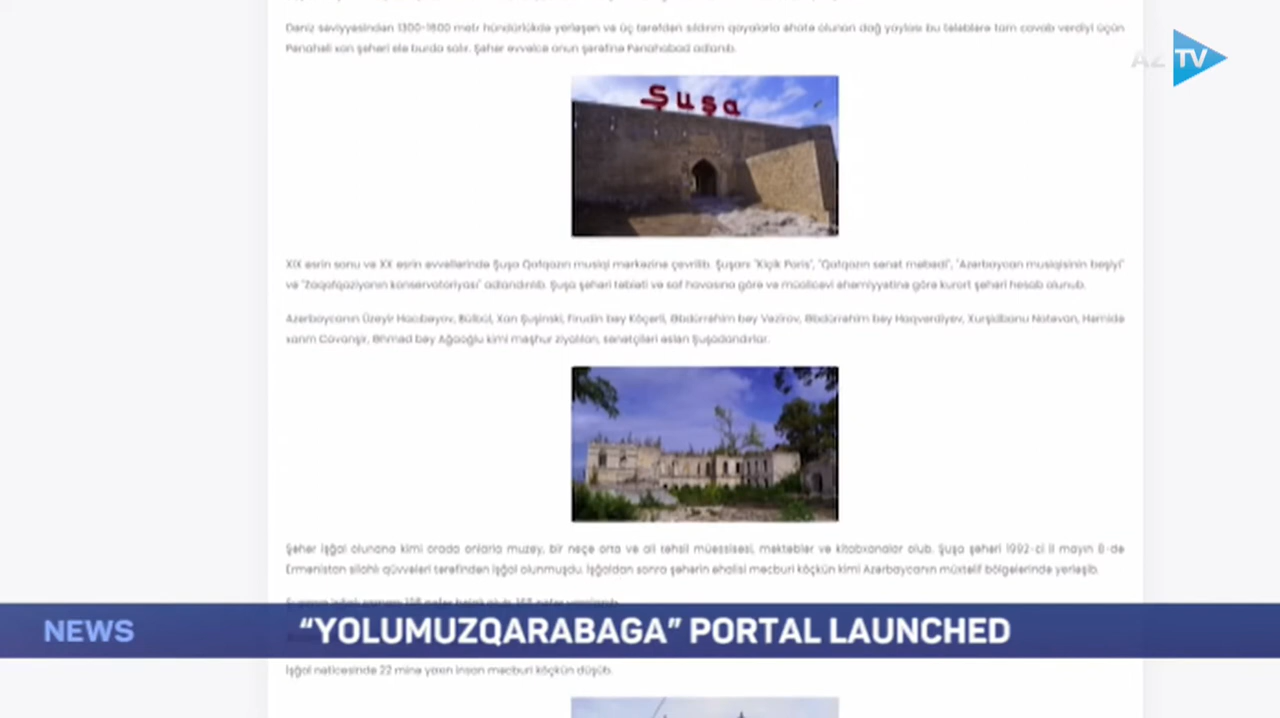 Dəniz səviyyəsindən 1300-1600 metr hündürlükdə yerləşən və üç tərəfdən sıldırım qayalarla əhatə olunan dağ yaylası bu tələblərə tam cavab verdiyi üçün
Pənahəli xan şəhəri elə burda salır. Şəhər əvvəlcə onun şərəfinə Pənahabad adlanıb.
AZTV
Şuşa
XIX əsrin sonu və XX əsrin əvvəllərində Şuşa Qafqazın musiqi mərkəzinə çevrilib. Şuşanı "Kiçik Paris", "Qafqazın sənət məbədi", "Azərbaycan musiqisinin beşiyi"
və "Zaqafqaziyanın konservatoriyası" adlandırılıb. Şuşa şəhəri təbiəti və saf havasına görə və müalicəvi əhəmiyyətinə görə kurort şəhəri hesab olunub.
Azərbaycanın Üzeyir Hacıbəyov, Bülbül, Xan Şuşinski, Firudin bəy Köçərli, Əbdürrəhim bəy Vəzirov, Əbdürrəhim bəy Haqverdiyev, Xurşidbanu Natəvan, Həmidə
xanım Cavanşir, Əhməd bəy Ağaoğlu kimi məşhur ziyalıları, sənətçiləri əslən Şuşadandırlar.
Şəhər işğal olunana kimi orada onlarla muzey, bir neçə orta və ali təhsil müəssisəsi, məktəblər və kitabxanalar olub. Şuşa şəhəri 1992-ci il mayın 8-də
Ermənistan silahlı qüvvələri tərəfindən işğal olunmuşdu. İşğaldan sonra şəhərin əhalisi məcburi köçkün kimi Azərbaycanın müxtəlif bölgələrində yerləşib.
NEWS
“YOLUMUZQARABAGA” PORTAL LAUNCHED
İşğal nəticəsində 22 minə yaxın insan məcburi köçkün düşüb.